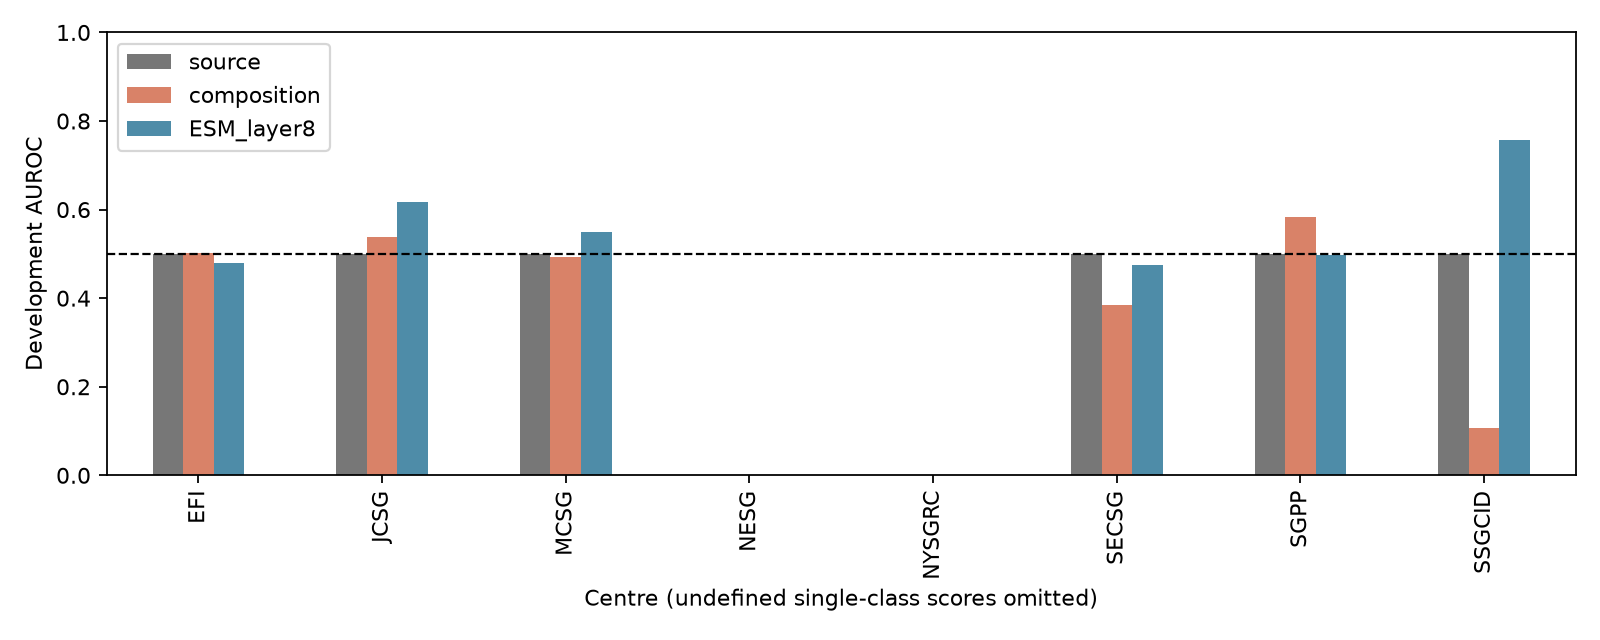 source
composition
ESM_layer8
Development AUROC
1.0
0.8
0.6
0.4
0.2
0.0
EFI
JCSG
MCSG
NESG
NYSGRC
SECSG
SGPP
SSGCID
Centre (undefined single-class scores omitted)